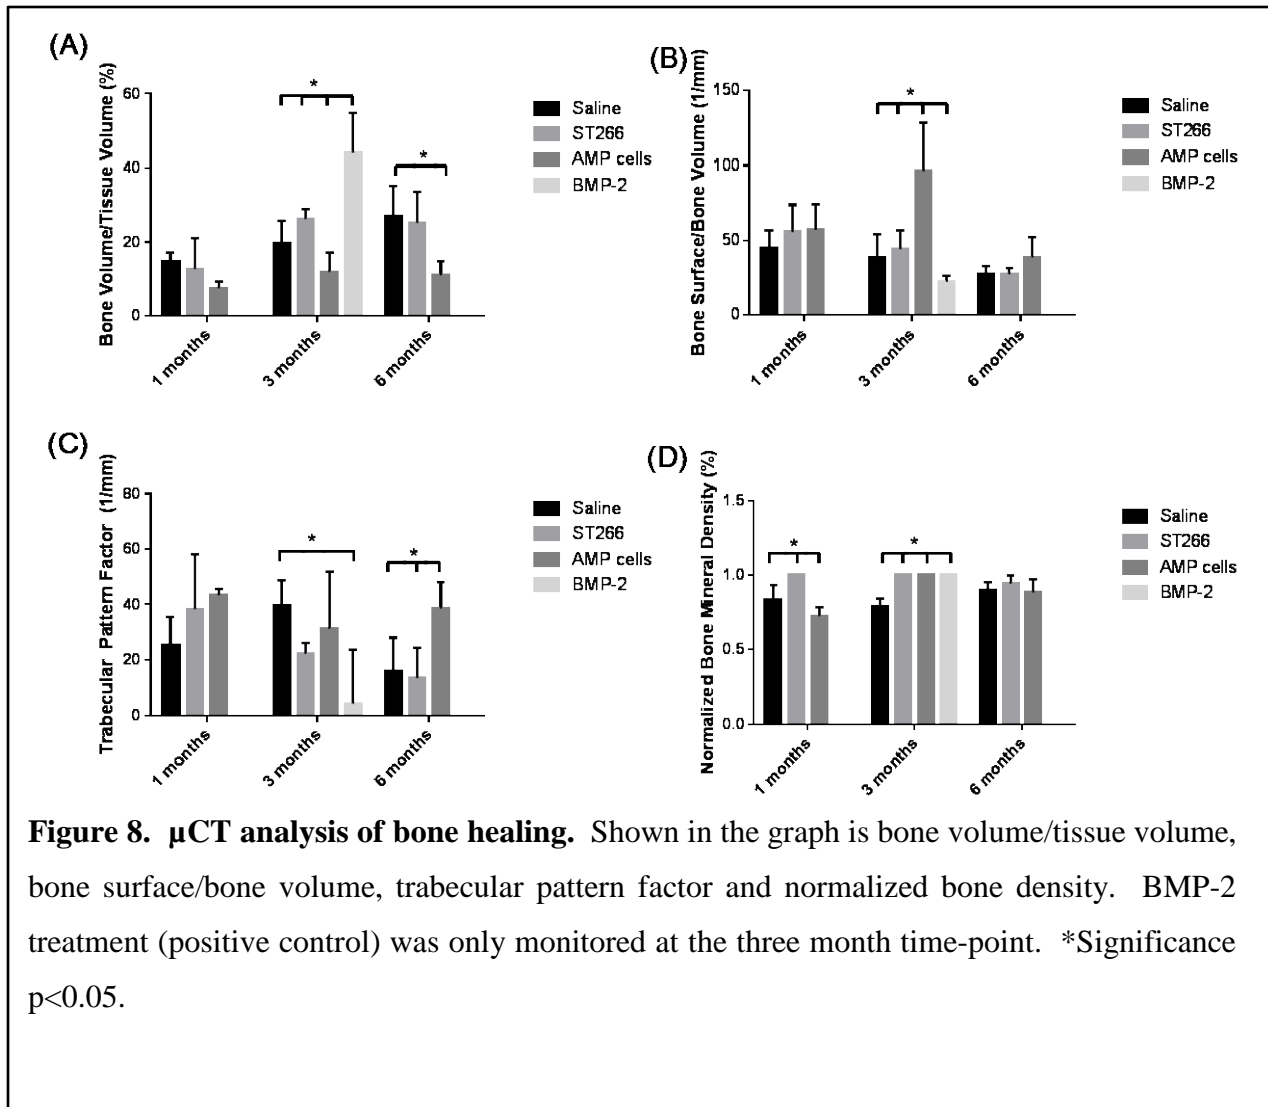 (A)
Bone Volume/Tissue Volume (%)
60
40
20
0
*
*
1 months
3 months
6 months
Saline
ST266
AMP cells
BMP-2
(B)
Bone Surface/Bone Volume (1/mm)
150
100
50
0
*
1 months
3 months
6 months
Saline
ST266
AMP cells
BMP-2
(C)
Trabecular Pattern Factor (1/mm)
80
60
40
20
0
*
*
1 months
3 months
6 months
Saline
ST266
AMP cells
BMP-2
(D)
Normalized Bone Mineral Density (%)
1.5
1.0
0.5
0.0
*
*
1 months
3 months
6 months
Saline
ST266
AMP cells
BMP-2
Figure 8. µCT analysis of bone healing. Shown in the graph is bone volume/tissue volume,
bone surface/bone volume, trabecular pattern factor and normalized bone density. BMP-2
treatment (positive control) was only monitored at the three month time-point. *Significance
p<0.05.